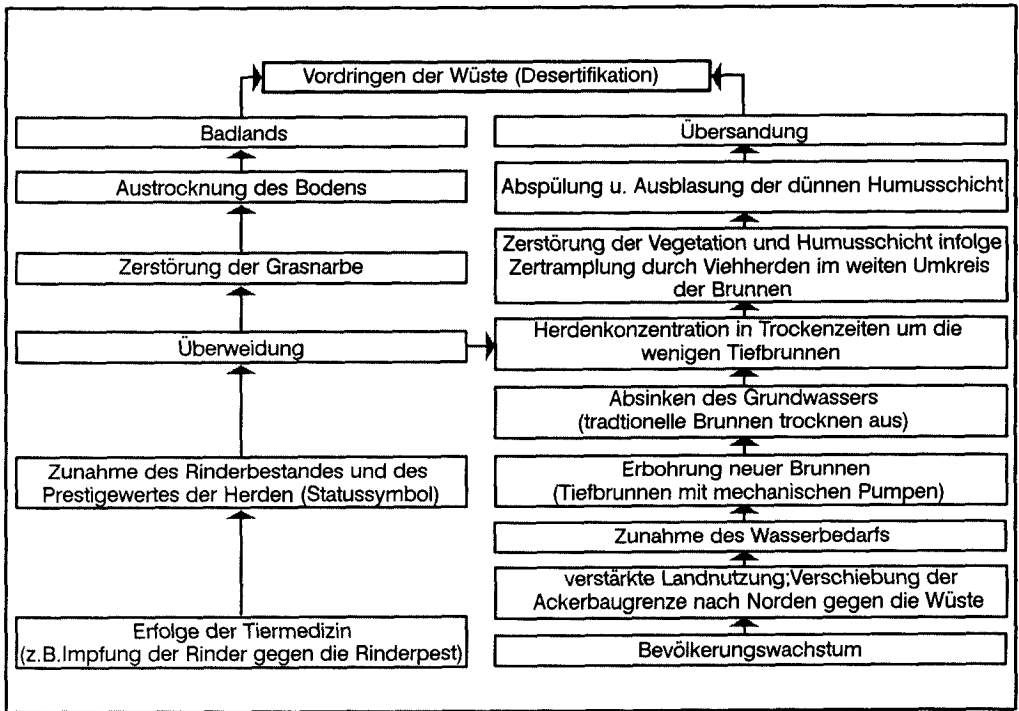 Vordringen der Wüste (Desertifikation)
Badlands
Austrocknung des Bodens
Zerstörung der Grasnarbe
Überweidung
Zunahme des Rinderbestandes und des
Prestigewertes der Herden (Statussymbol)
Erfolge der Tiermedizin
(z.B.Impfung der Rinder gegen die Rinderpest)
Übersandung
Abspülung u. Ausblasung der dünnen Humusschicht
Zerstörung der Vegetation und Humusschicht infolge
Zertramplung durch Viehherden im weiten Umkreis
der Brunnen
Herdenkonzentration in Trockenzeiten um die
wenigen Tiefbrunnen
Absinken des Grundwassers
(tradtionelle Brunnen trocknen aus)
Erbohrung neuer Brunnen
(Tiefbrunnen mit mechanischen Pumpen)
Zunahme des Wasserbedarfs
verstärkte Landnutzung;Verschiebung der
Ackerbaugrenze nach Norden gegen die Wüste
Bevölkerungswachstum